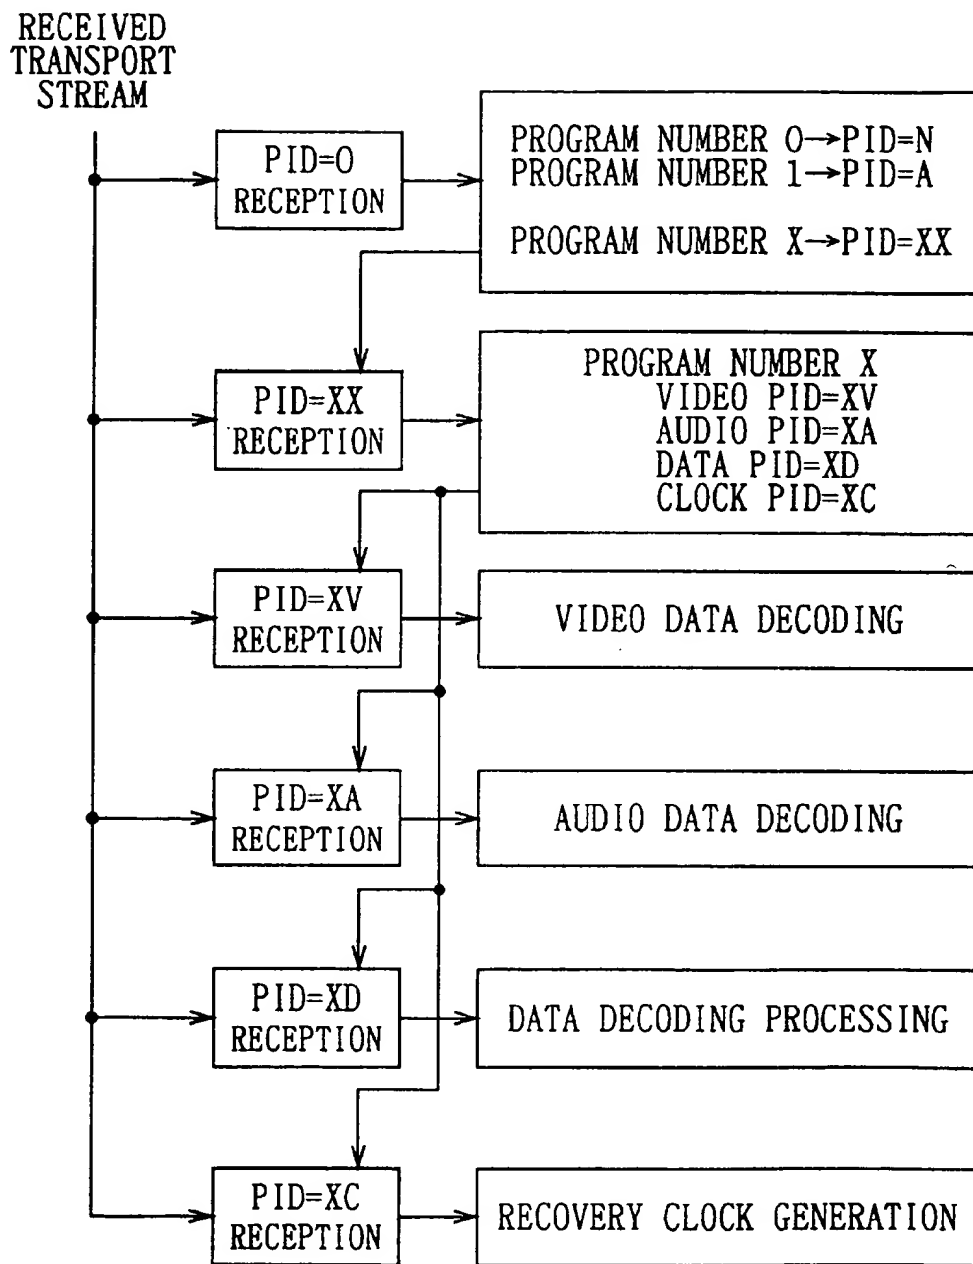 RECEIVED
TRANSPORT
STREAM
PID=0
RECEPTION
PROGRAM NUMBER 0→PID=N
PROGRAM NUMBER 1→PID=A
PROGRAM NUMBER X→PID=XX
PID=XX
RECEPTION
PROGRAM NUMBER X
VIDEO PID=XV
AUDIO PID=XA
DATA PID=XD
CLOCK PID=XC
PID=XV
RECEPTION
VIDEO DATA DECODING
PID=XA
RECEPTION
AUDIO DATA DECODING
PID=XD
RECEPTION
DATA DECODING PROCESSING
PID=XC
RECEPTION
RECOVERY CLOCK GENERATION